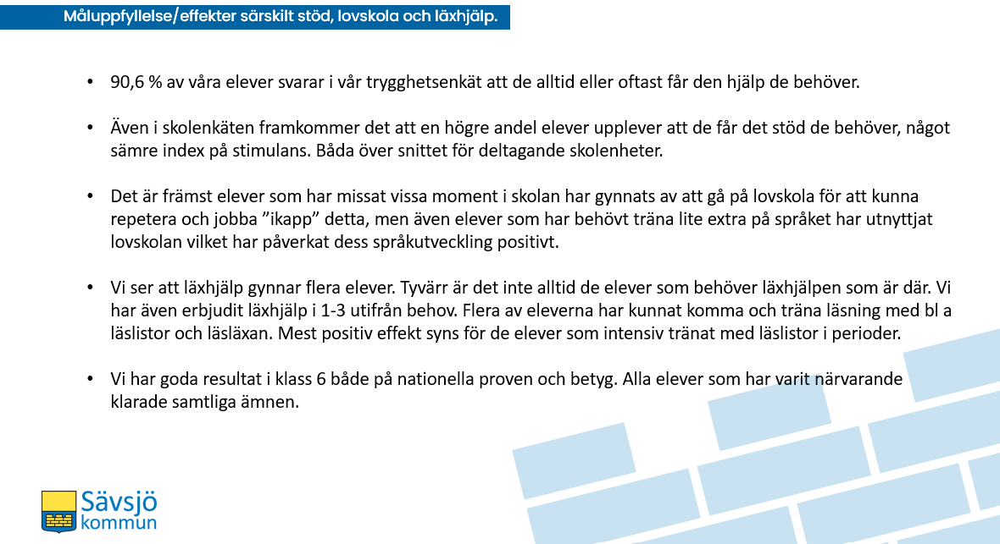 Måluppfyllelse/effekter särskilt stöd, lovskola och läxhjälp.
• 90,6 % av våra elever svarar i vår trygghetsenkät att de alltid eller oftast får den hjälp de behöver.
• Även i skolenkäten framkommer det att en högre andel elever upplever att de får det stöd de behöver, något
sämre index på stimulans. Båda över snittet för deltagande skolenheter.
• Det är främst elever som har missat vissa moment i skolan har gynnats av att gå på lovskola för att kunna
repetera och jobba ”ikapp” detta, men även elever som har behövt träna lite extra på språket har utnyttjat
lovskolan vilket har påverkat dess språkutveckling positivt.
• Vi ser att läxhjälp gynnar flera elever. Tyvärr är det inte alltid de elever som behöver läxhjälpen som är där. Vi
har även erbjudit läxhjälp i 1-3 utifrån behov. Flera av eleverna har kunnat komma och träna läsning med bl a
läslistor och läsläxan. Mest positiv effekt syns för de elever som intensiv tränat med läslistor i perioder.
• Vi har goda resultat i klass 6 både på nationella proven och betyg. Alla elever som har varit närvarande
klarade samtliga ämnen.
Sävsjö
kommun